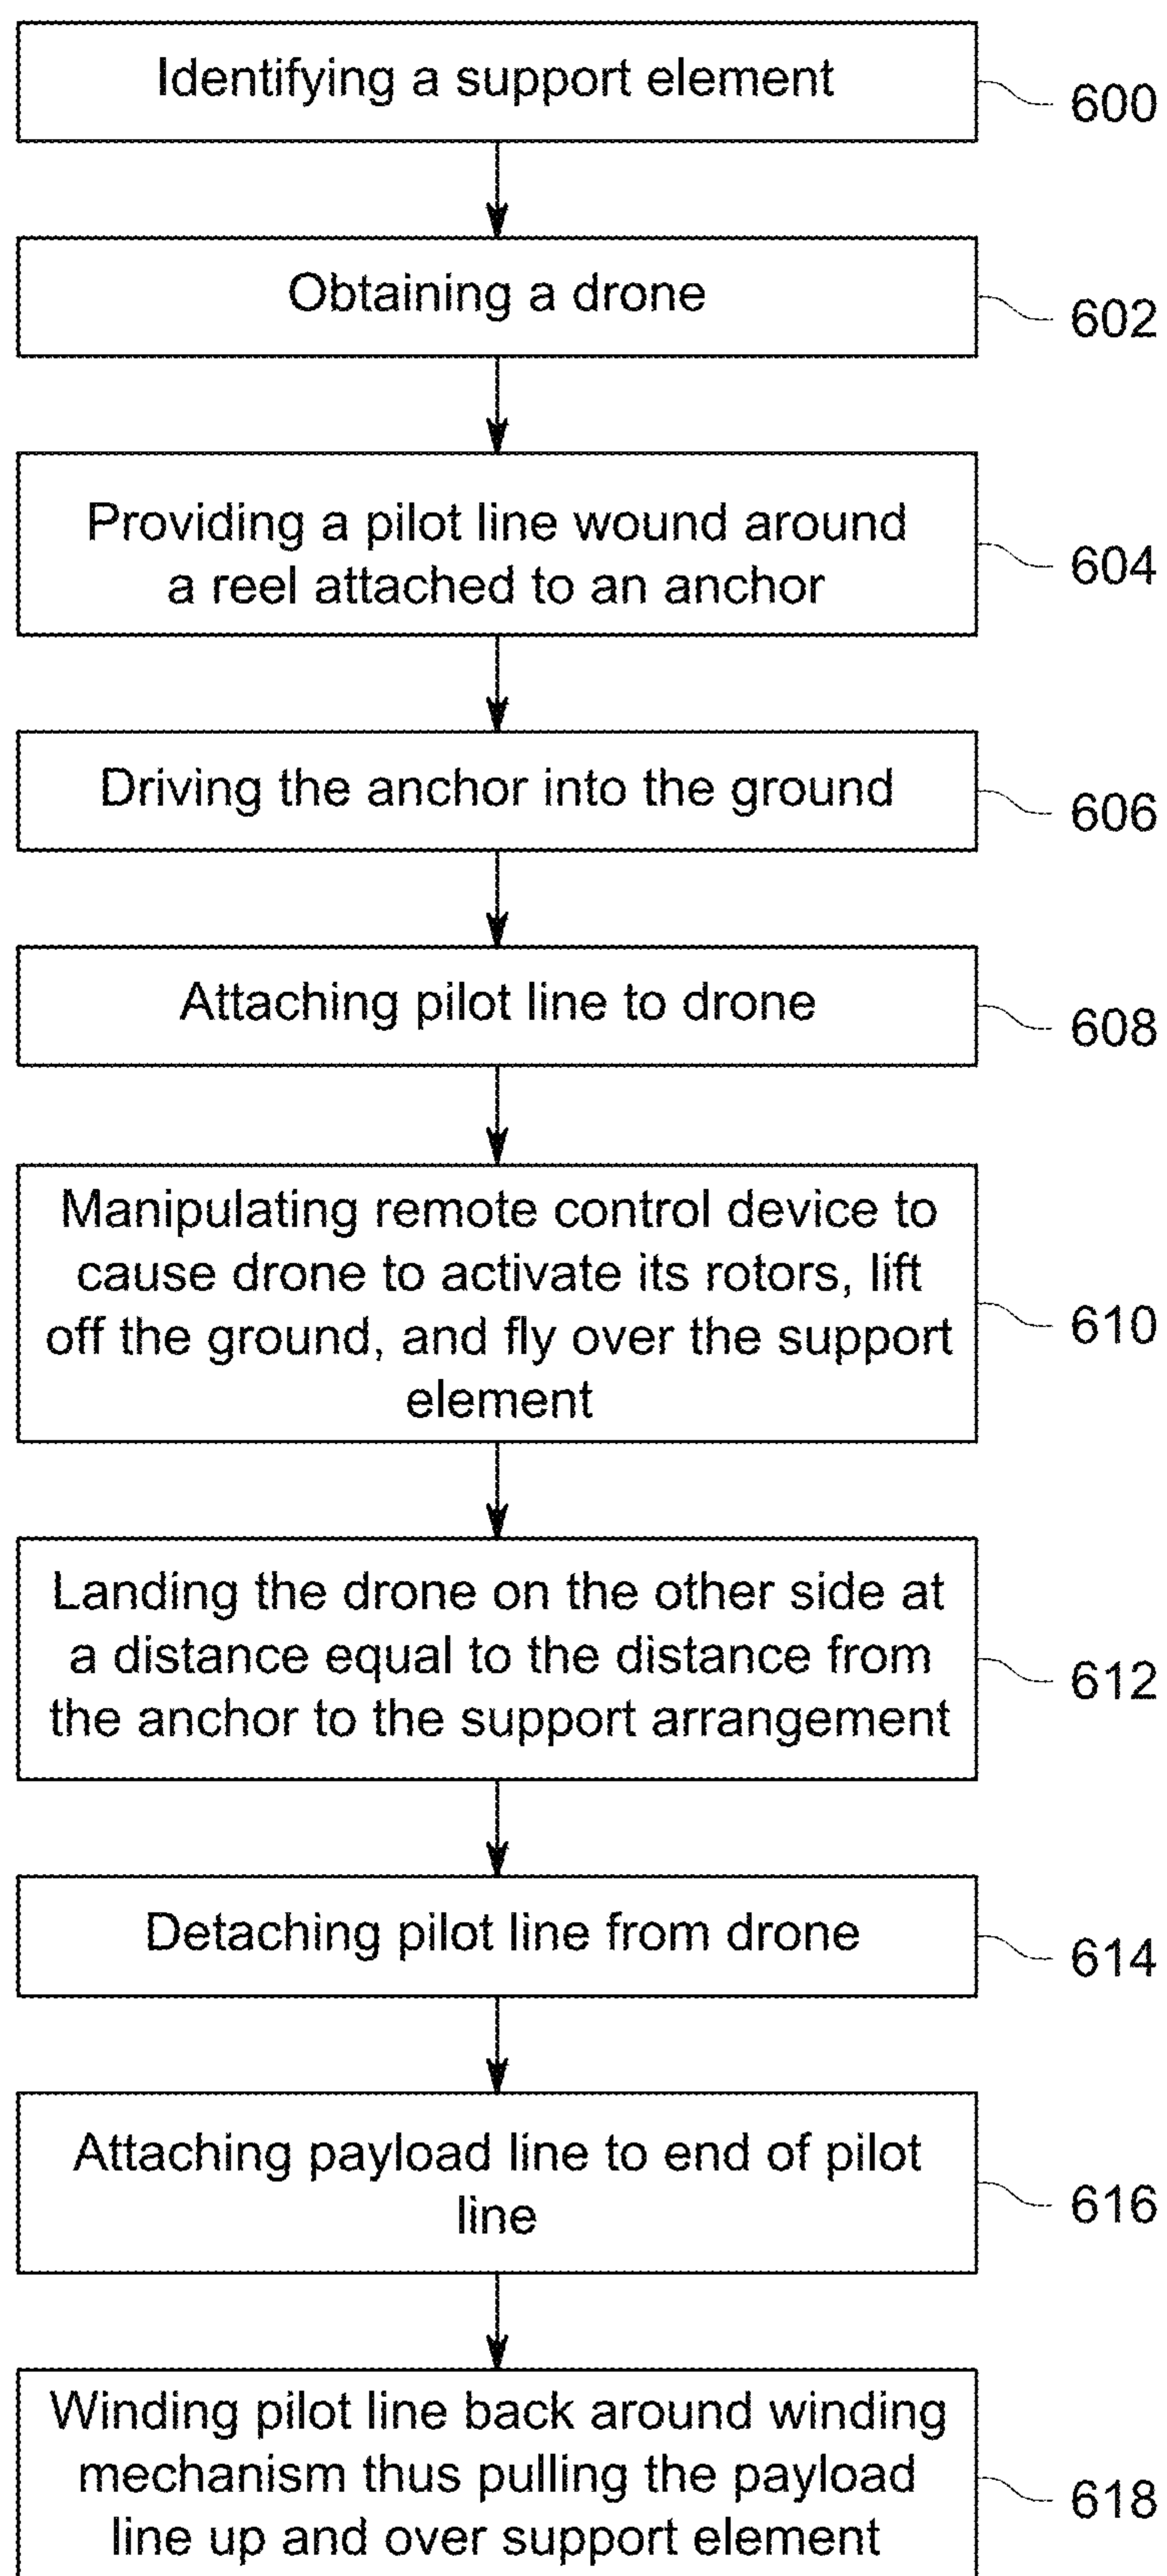 Identifying a support element
600
Obtaining a drone
602
Providing a pilot line wound around
a reel attached to an anchor
604
Driving the anchor into the ground
606
Attaching pilot line to drone
608
Manipulating remote control device to
cause drone to activate its rotors, lift
off the ground, and fly over the support
element
610
Landing the drone on the other side at
a distance equal to the distance from
the anchor to the support arrangement
612
Detaching pilot line from drone
614
Attaching payload line to end of pilot
line
616
Winding pilot line back around winding
mechanism thus pulling the payload
line up and over support element
618